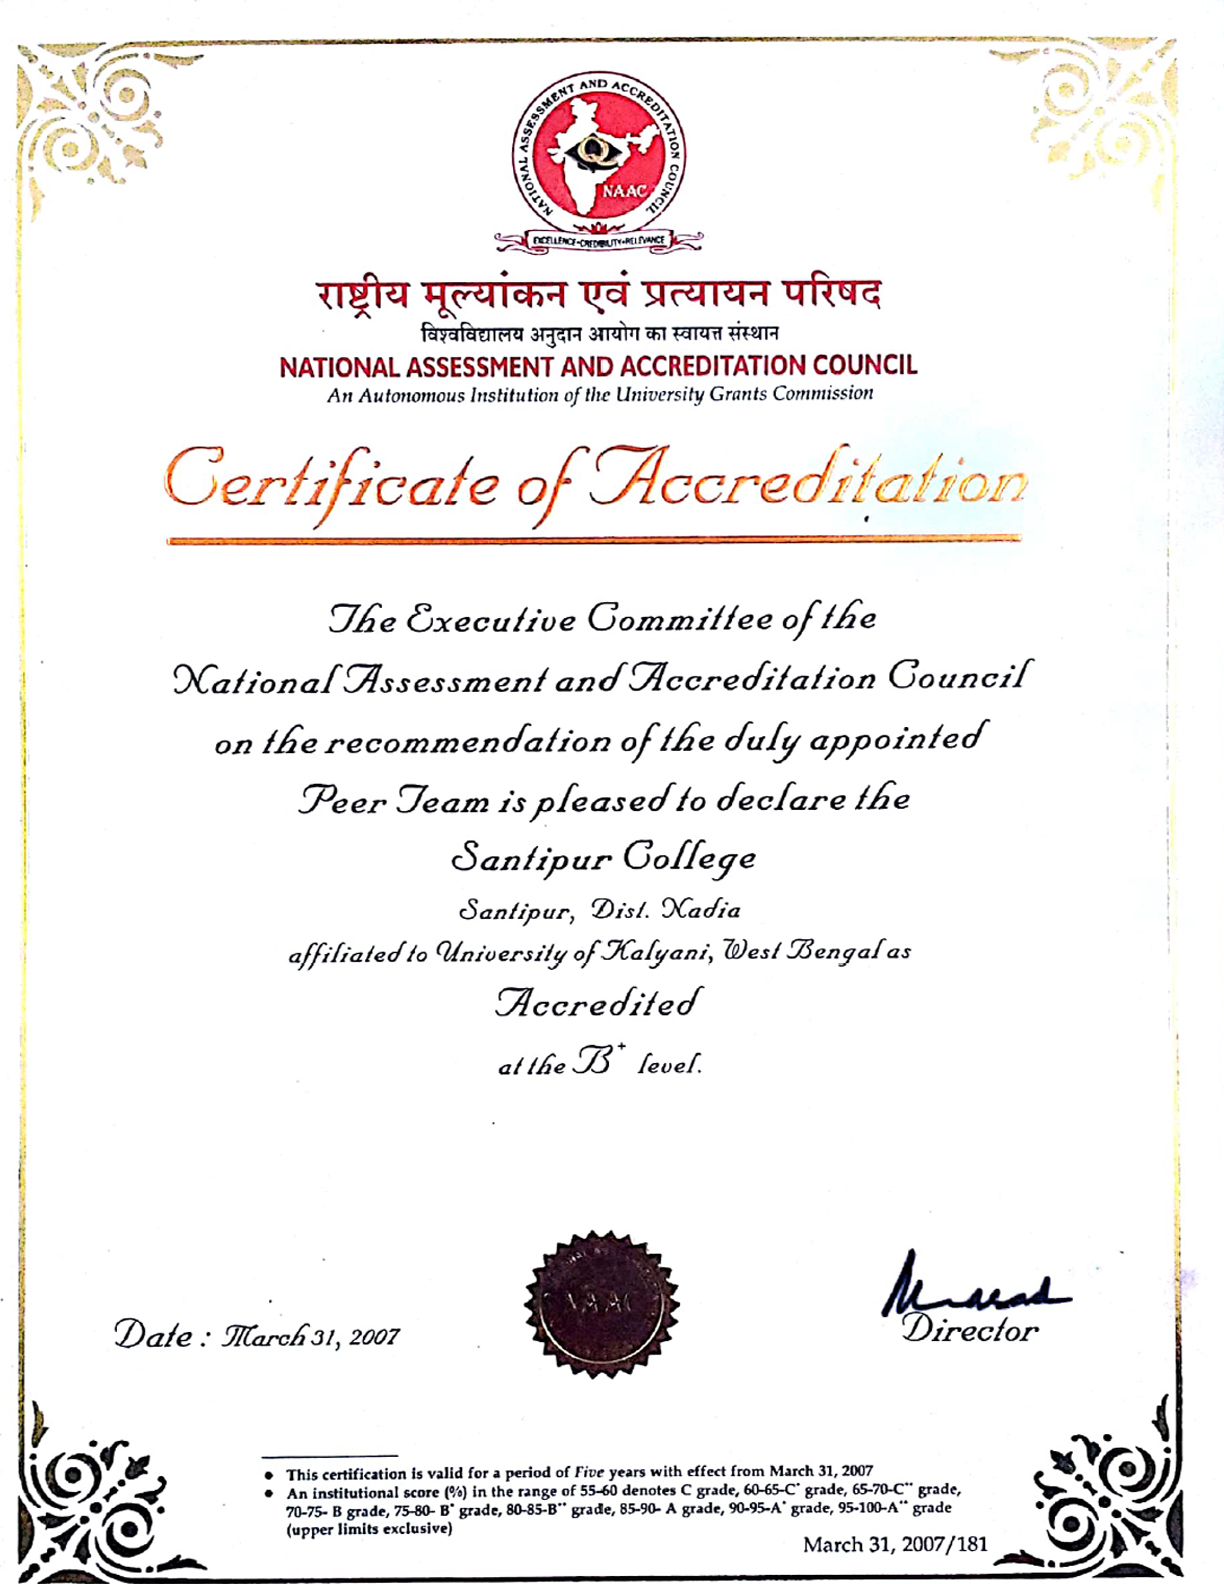 NATIONAL ASSESSMENT AND ACCREDITATION COUNCIL
NAAC
EXCELLENCE•CREDIBILITY•RELEVANCE
राष्ट्रीय मूल्यांकन एवं प्रत्यायन परिषद
विश्वविद्यालय अनुदान आयोग का स्वायत्त संस्थान
NATIONAL ASSESSMENT AND ACCREDITATION COUNCIL
An Autonomous Institution of the University Grants Commission
Certificate of Accreditation
The Executive Committee of the
National Assessment and Accreditation Council
on the recommendation of the duly appointed
Peer Team is pleased to declare the
Santipur College
Santipur, Dist. Nadia
affiliated to University of Kalyani, West Bengal as
Accredited
at the B⁺ level.
NAAC
Date : March 31, 2007
Director
• This certification is valid for a period of Five years with effect from March 31, 2007
• An institutional score (%) in the range of 55-60 denotes C grade, 60-65-C⁺ grade, 65-70-C⁺⁺ grade,
70-75- B grade, 75-80- B⁺ grade, 80-85-B⁺⁺ grade, 85-90- A grade, 90-95-A⁺ grade, 95-100-A⁺⁺ grade
(upper limits exclusive)
March 31, 2007/181